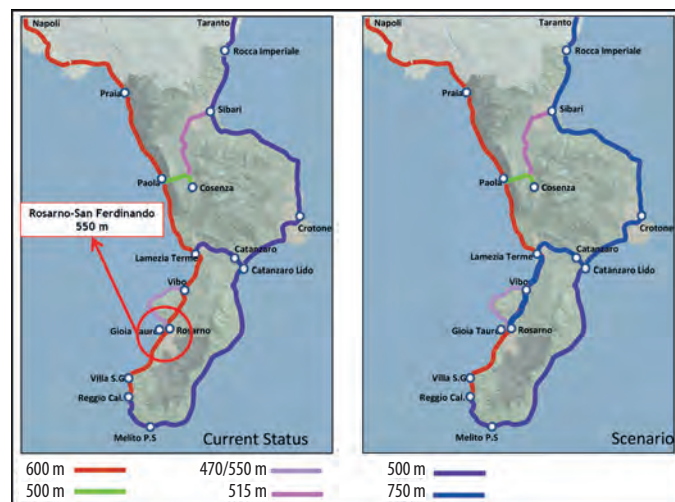 Napoli
Taranto
Rocca Imperiale
Praia
Sibari
Paola
Cosenza
Rosarno-San Ferdinando
550 m
Crotone
Lamezia Terme
Catanzaro
Catanzaro Lido
Vibo
Gioia Tauro
Rosarno
Villa S.G
Reggio Cal.
Melito P.S
Current Status
Napoli
Taranto
Rocca Imperiale
Praia
Sibari
Paola
Cosenza
Crotone
Lamezia Terme
Catanzaro
Catanzaro Lido
Vibo
Gioia Tauro
Rosarno
Villa S.G
Reggio Cal.
Melito P.S
Scenario
600 m
470/550 m
500 m
500 m
515 m
750 m